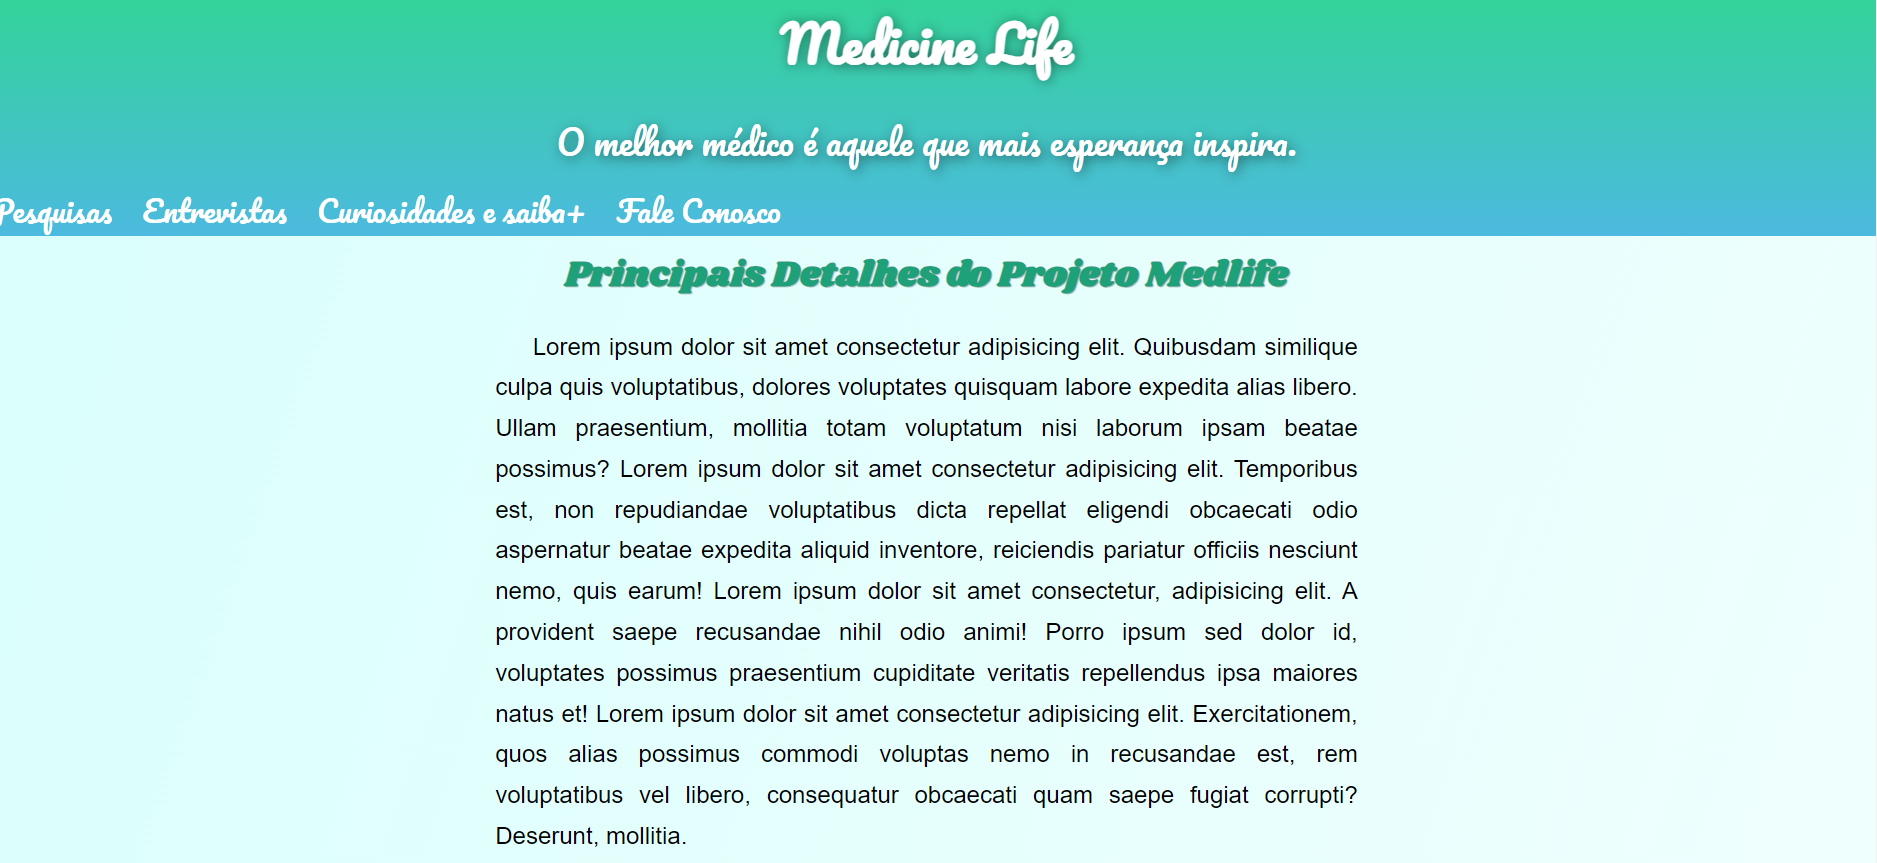 Medicine Life
O melhor médico é aquele que mais esperança inspira.
Pesquisas Entrevistas Curiosidades e saiba+ Fale Conosco
Principais Detalhes do Projeto Medlife
Lorem ipsum dolor sit amet consectetur adipisicing elit. Quibusdam similique
culpa quis voluptatibus, dolores voluptates quisquam labore expedita alias libero.
Ullam praesentium, mollitia totam voluptatum nisi laborum ipsam beatae
possimus? Lorem ipsum dolor sit amet consectetur adipisicing elit. Temporibus
est, non repudiandae voluptatibus dicta repellat eligendi obcaecati odio
aspernatur beatae expedita aliquid inventore, reiciendis pariatur officiis nesciunt
nemo, quis earum! Lorem ipsum dolor sit amet consectetur, adipisicing elit. A
provident saepe recusandae nihil odio animi! Porro ipsum sed dolor id,
voluptates possimus praesentium cupiditate veritatis repellendus ipsa maiores
natus et! Lorem ipsum dolor sit amet consectetur adipisicing elit. Exercitationem,
quos alias possimus commodi voluptas nemo in recusandae est, rem
voluptatibus vel libero, consequatur obcaecati quam saepe fugiat corrupti?
Deserunt, mollitia.